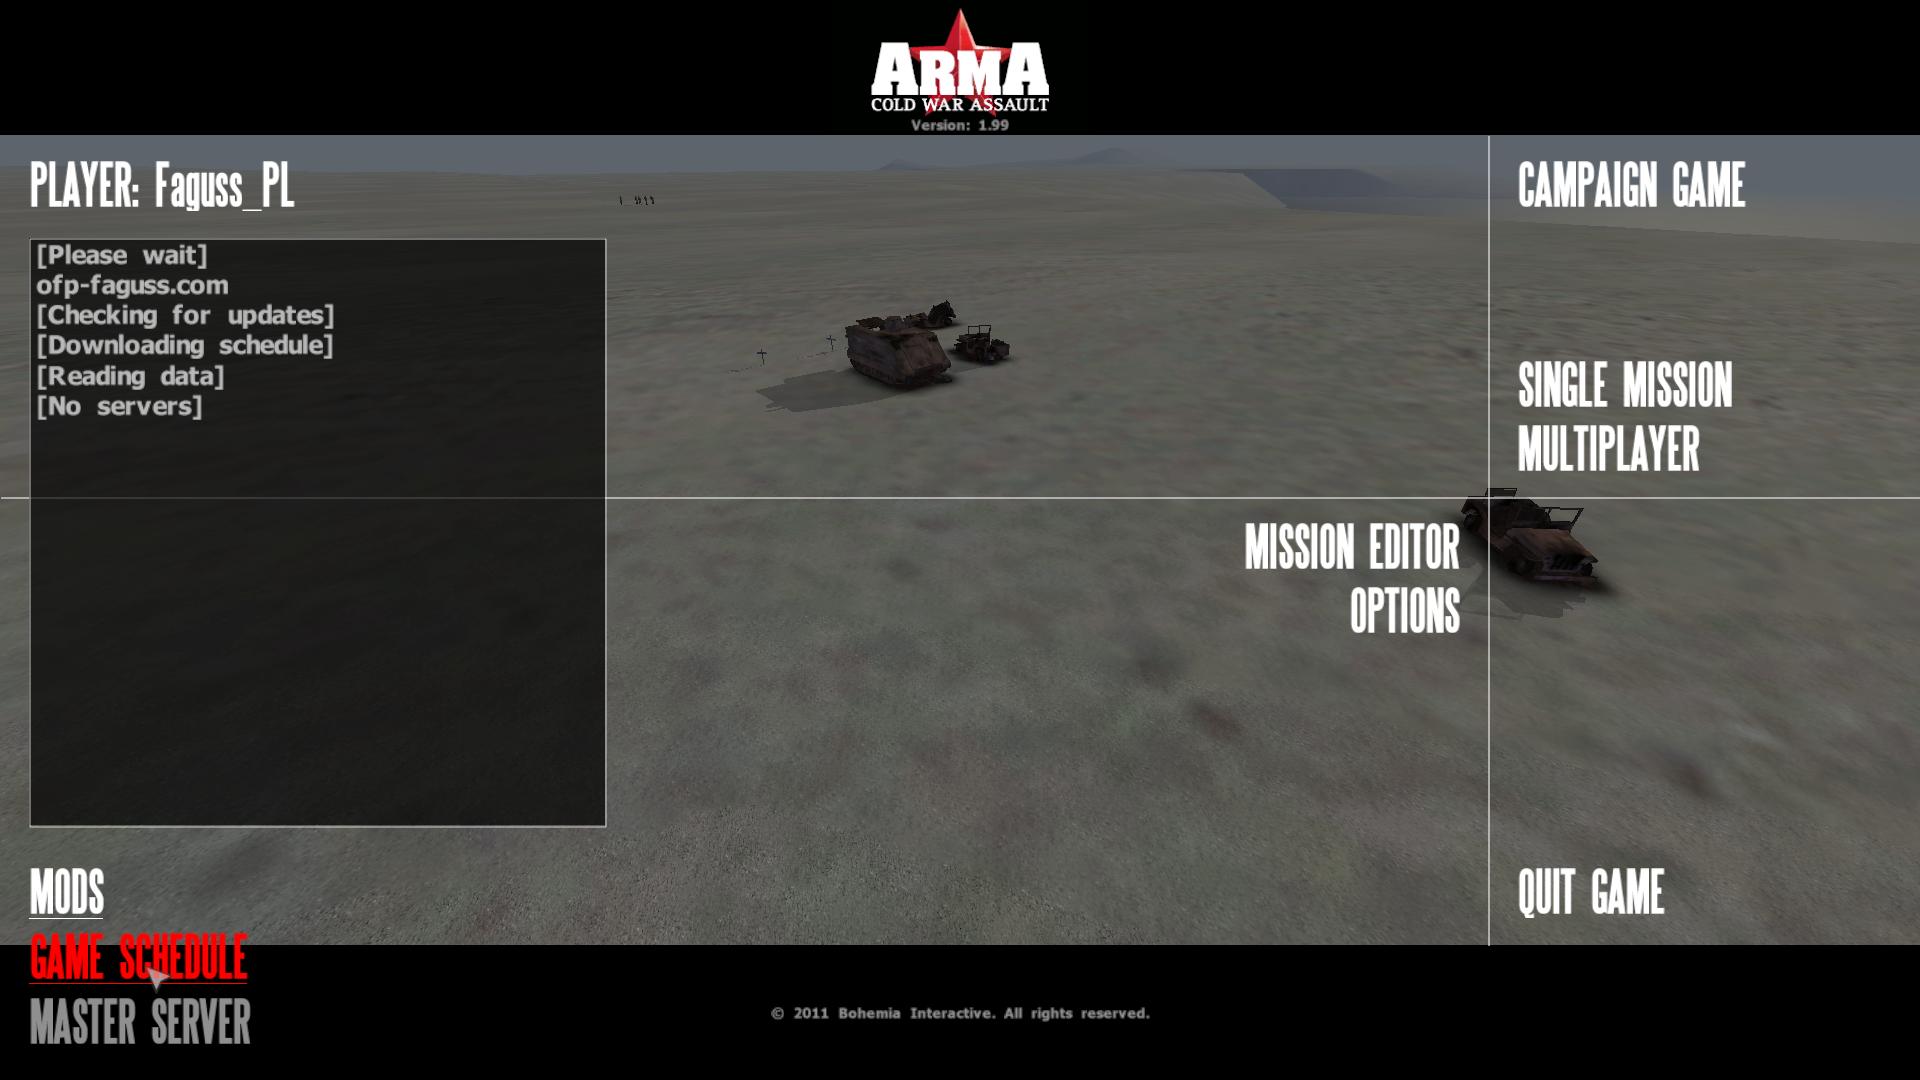 ARMA
COLD WAR ASSAULT
Version: 1.99
PLAYER: Faguss_PL
[Please wait]
ofp-faguss.com
[Checking for updates]
[Downloading schedule]
[Reading data]
[No servers]
CAMPAIGN GAME
SINGLE MISSION
MULTIPLAYER
MISSION EDITOR
OPTIONS
MODS
GAME SCHEDULE
MASTER SERVER
QUIT GAME
© 2011 Bohemia Interactive. All rights reserved.